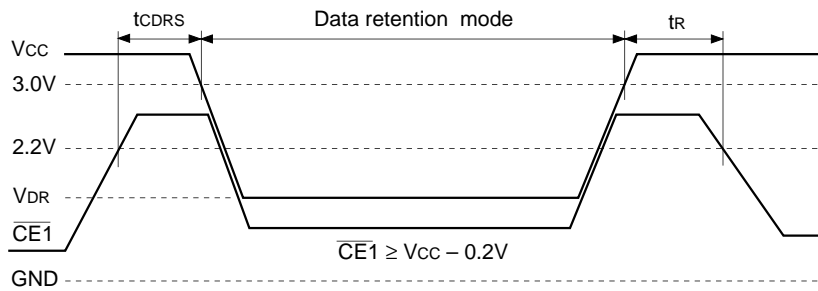 tCDRS
Data retention mode
tR
VCC
3.0V
2.2V
VDR
CE1
CE1 ≥ VCC – 0.2V
GND